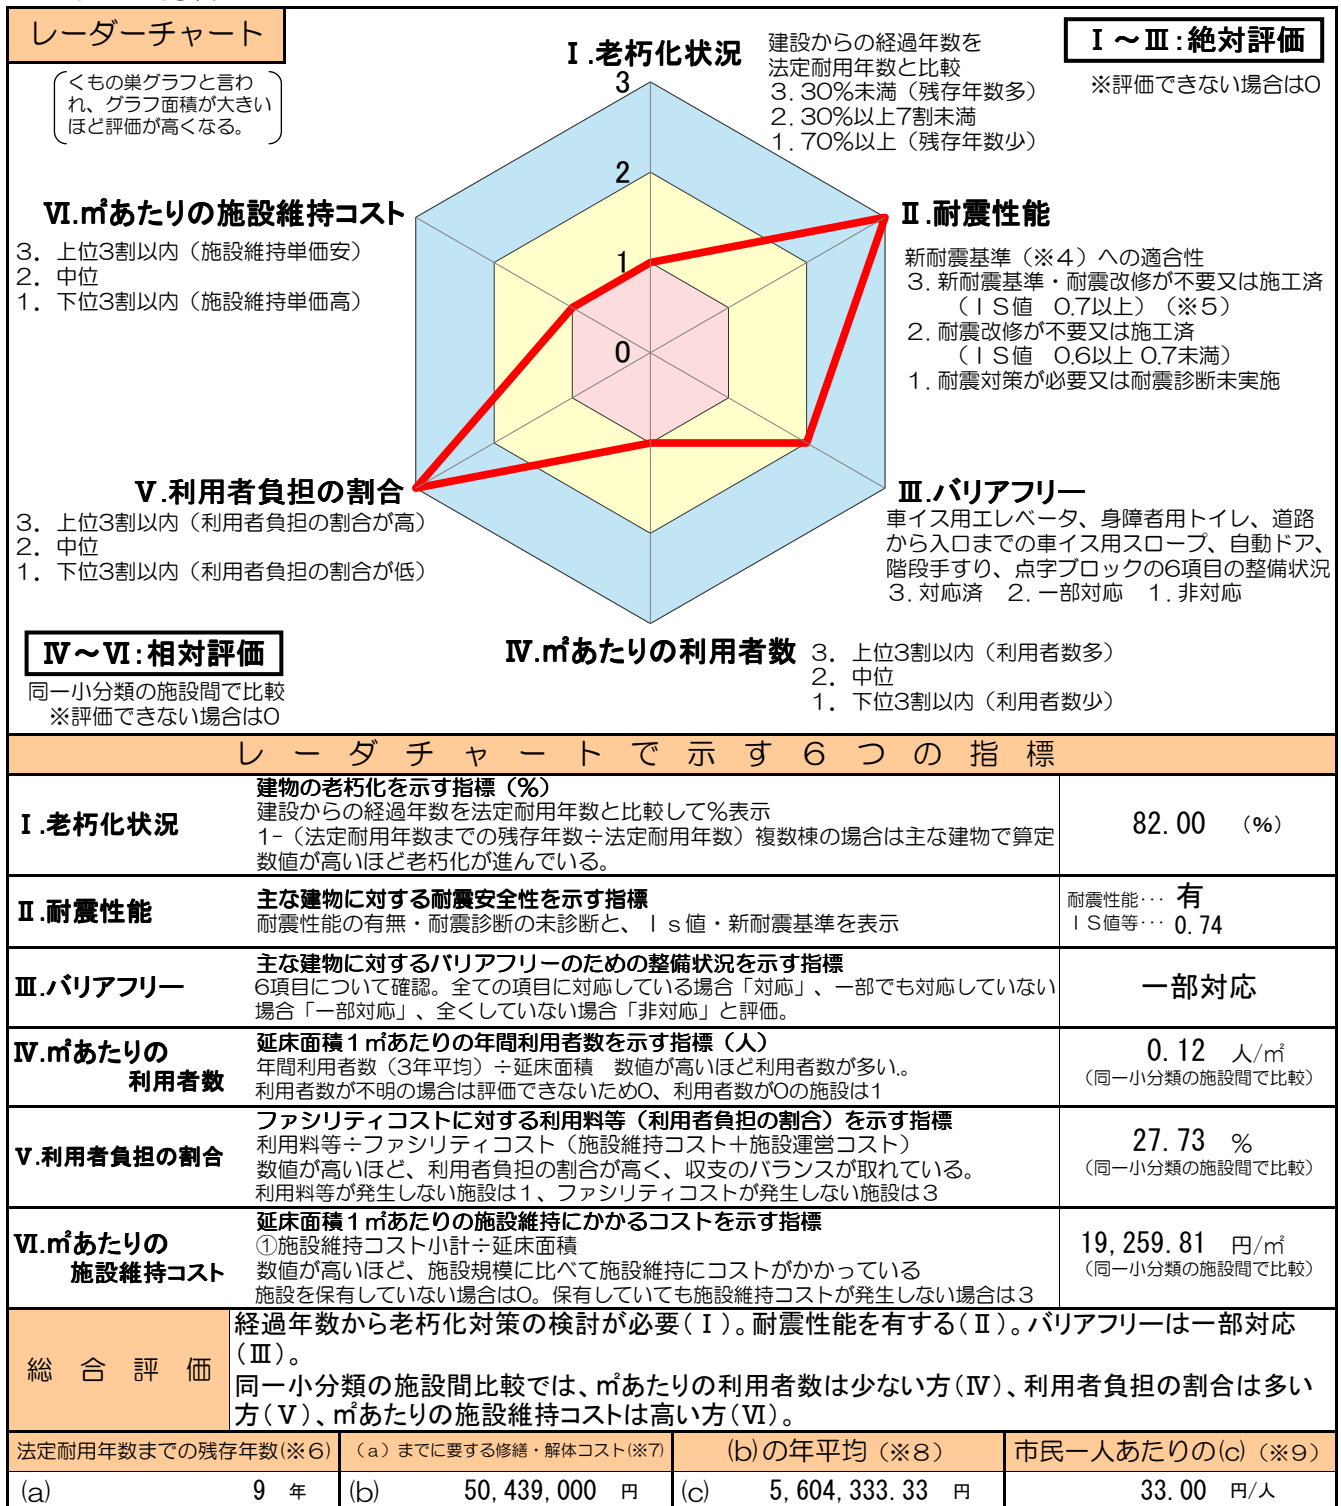 レーダーチャート
くもの巣グラフと言わ
れ、グラフ面積が大きい
ほど評価が高くなる。
Ⅰ.老朽化状況
建設からの経過年数を
法定耐用年数と比較
3. 30%未満（残存年数多）
2. 30%以上7割未満
1. 70%以上（残存年数少）
Ⅰ～Ⅲ:絶対評価
※評価できない場合は0
3
2
1
0
Ⅵ.㎡あたりの施設維持コスト
3. 上位3割以内（施設維持単価安）
2. 中位
1. 下位3割以内（施設維持単価高）
Ⅱ.耐震性能
新耐震基準（※4）への適合性
3. 新耐震基準・耐震改修が不要又は施工済
（ＩＳ値 0.7以上）（※5）
2. 耐震改修が不要又は施工済
（ＩＳ値 0.6以上 0.7未満）
1. 耐震対策が必要又は耐震診断未実施
Ⅴ.利用者負担の割合
3. 上位3割以内（利用者負担の割合が高）
2. 中位
1. 下位3割以内（利用者負担の割合が低）
Ⅲ.バリアフリー
車イス用エレベータ、身障者用トイレ、道路
から入口までの車イス用スロープ、自動ドア、
階段手すり、点字ブロックの6項目の整備状況
3. 対応済 2. 一部対応 1. 非対応
Ⅳ～Ⅵ:相対評価
同一小分類の施設間で比較
※評価できない場合は0
Ⅳ.㎡あたりの利用者数
3. 上位3割以内（利用者数多）
2. 中位
1. 下位3割以内（利用者数少）
レーダチャートで示す6つの指標
Ⅰ.老朽化状況
建物の老朽化を示す指標（%）
建設からの経過年数を法定耐用年数と比較して%表示
1-（法定耐用年数までの残存年数÷法定耐用年数）複数棟の場合は主な建物で算定
数値が高いほど老朽化が進んでいる。
82.00 （%）
Ⅱ.耐震性能
主な建物に対する耐震安全性を示す指標
耐震性能の有無・耐震診断の未診断と、Ｉｓ値・新耐震基準を表示
耐震性能… 有
ＩＳ値等… 0.74
Ⅲ.バリアフリー
主な建物に対するバリアフリーのための整備状況を示す指標
6項目について確認。全ての項目に対応している場合「対応」、一部でも対応していない
場合「一部対応」、全くしていない場合「非対応」と評価。
一部対応
Ⅳ.㎡あたりの
利用者数
延床面積１㎡あたりの年間利用者数を示す指標（人）
年間利用者数（3年平均）÷延床面積 数値が高いほど利用者数が多い。
利用者数が不明の場合は評価できないため0、利用者数が0の施設は1
0.12 人/㎡
（同一小分類の施設間で比較）
Ⅴ.利用者負担の割合
ファシリティコストに対する利用料等（利用者負担の割合）を示す指標
利用料等÷ファシリティコスト（施設維持コスト＋施設運営コスト）
数値が高いほど、利用者負担の割合が高く、収支のバランスが取れている。
利用料等が発生しない施設は１、ファシリティコストが発生しない施設は３
27.73 %
（同一小分類の施設間で比較）
Ⅵ.㎡あたりの
施設維持コスト
延床面積１㎡あたりの施設維持にかかるコストを示す指標
①施設維持コスト小計÷延床面積
数値が高いほど、施設規模に比べて施設維持にコストがかかっている
施設を保有していない場合は0。保有していても施設維持コストが発生しない場合は３
19,259.81 円/㎡
（同一小分類の施設間で比較）
総合評価
経過年数から老朽化対策の検討が必要(Ⅰ)。耐震性能を有する(Ⅱ)。バリアフリーは一部対応
(Ⅲ)。
同一小分類の施設間比較では、㎡あたりの利用者数は少ない方(Ⅳ)、利用者負担の割合は多い
方(Ⅴ)、㎡あたりの施設維持コストは高い方(Ⅵ)。
法定耐用年数までの残存年数(※6)
（a）までに要する修繕・解体コスト(※7)
(b)の年平均（※8）
市民一人あたりの(c)（※9）
(a) 9 年
(b) 50,439,000 円
(c) 5,604,333.33 円
33.00 円/人